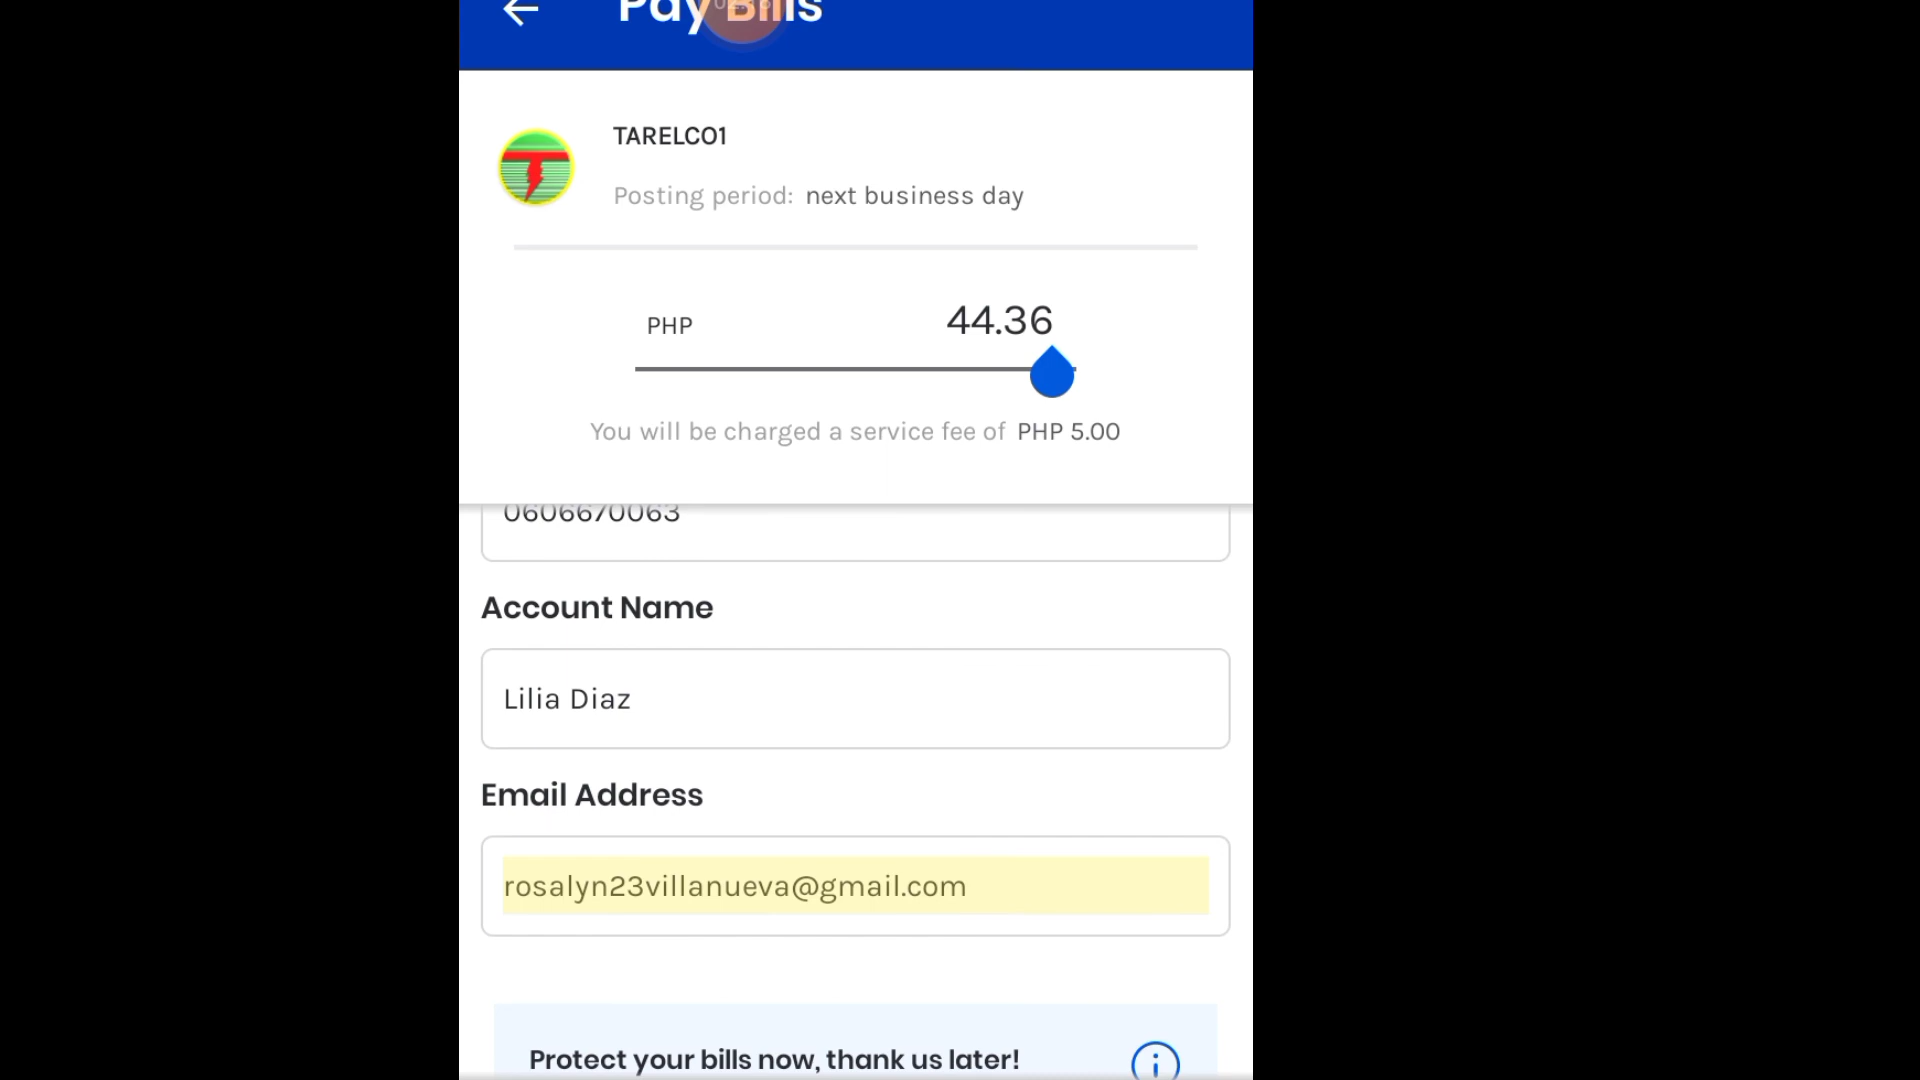 Pay Bills
TARELCO1
Posting period: next business day
PHP 44.36
You will be charged a service fee of PHP 5.00
0606670063
Account Name
Lilia Diaz
Email Address
rosalyn23villanueva@gmail.com
Protect your bills now, thank us later!